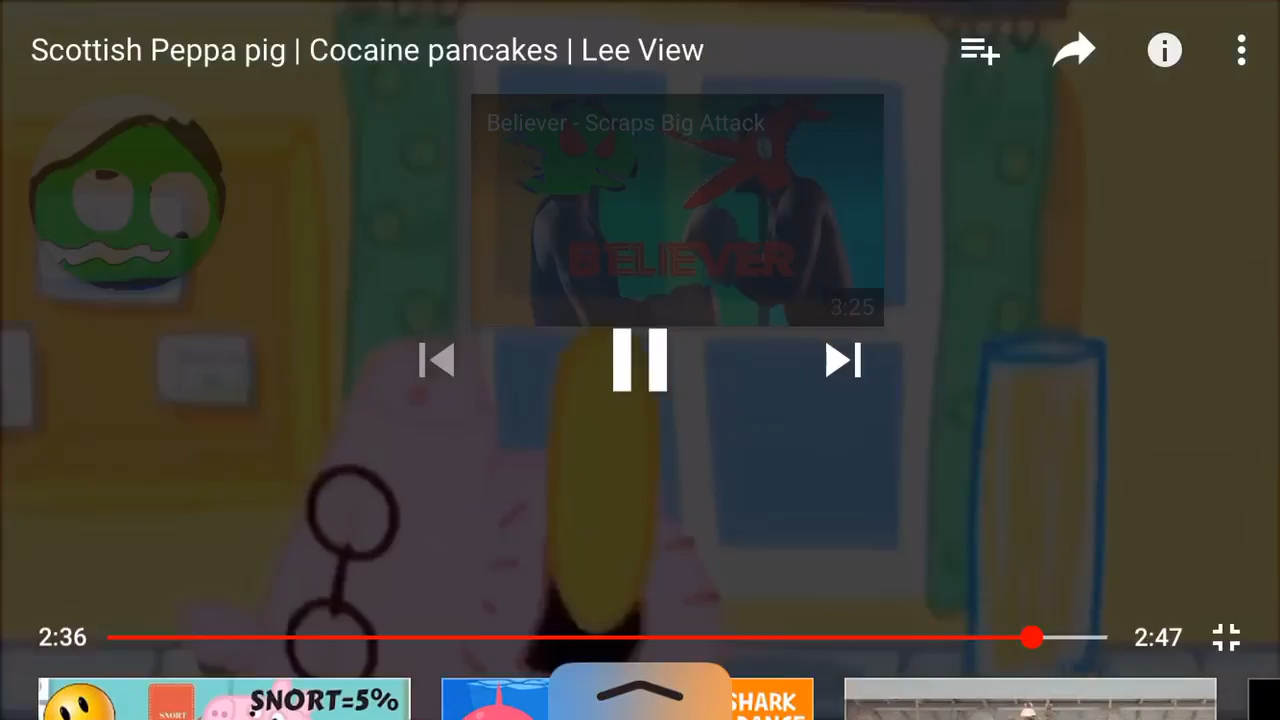 Scottish Peppa pig | Cocaine pancakes | Lee View
Believer - Scraps Big Attack
BELIEVER
3:25
2:36
2:47
SNORT=5%
SNORT
SHARK
DANCE